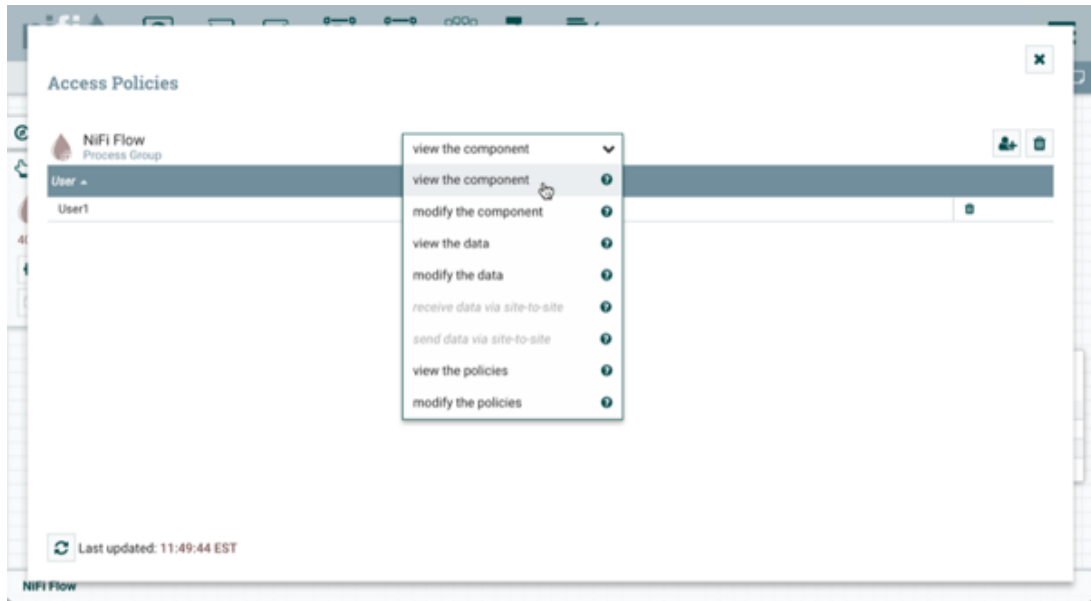 nifi
Access Policies
NiFi Flow
Process Group
view the component
User
view the component
User1
modify the component
view the data
modify the data
receive data via site-to-site
send data via site-to-site
view the policies
modify the policies
Last updated: 11:49:44 EST
NiFi Flow